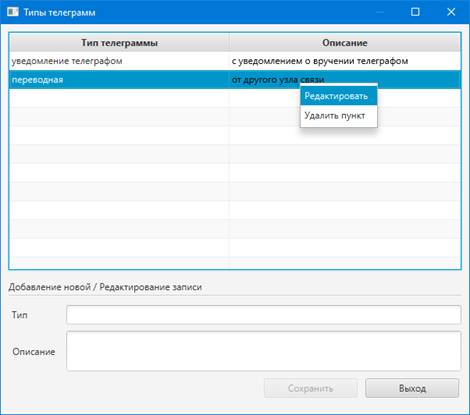 Типы телеграмм
Тип телеграммы Описание
уведомление телеграфом с уведомлением о вручении телеграфом
переводная от другого узла связи
Редактировать
Удалить пункт
Добавление новой / Редактирование записи
Тип
Описание
Сохранить Выход